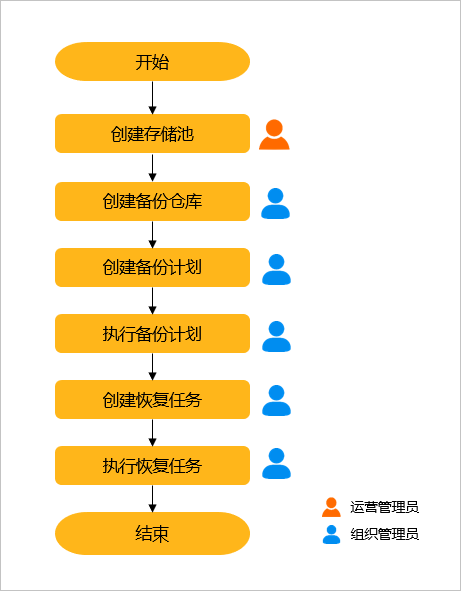 开始
创建存储池
创建备份仓库
创建备份计划
执行备份计划
创建恢复任务
执行恢复任务
结束
运营管理员
组织管理员